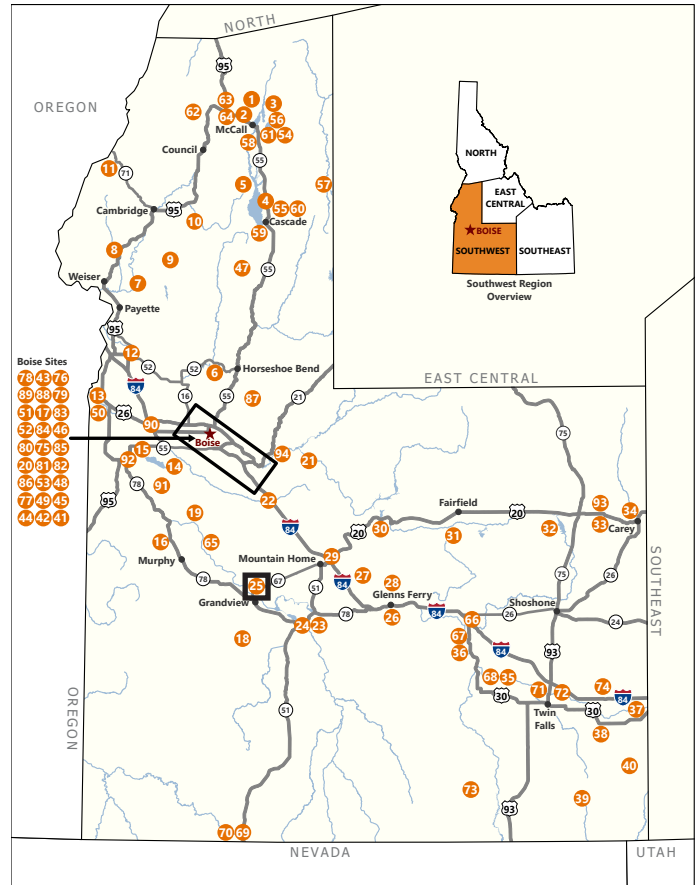 NORTH
95
OREGON
63 1 3
62 64 2 56
McCall
61 54
58
Council
55
11
71
5 57
4
55 60
Cambridge
95
10
Cascade
59
8
9
47
55
Weiser
7
Payette
95
12
52
52
6
Horseshoe Bend
84
16
55
87
21
13
50
26
90
Boise
15
55
92
14
94
21
78
91
22
95
19
84
16
65
Murphy
Mountain Home
29
20
30
Fairfield
20
31
32
93
34
33
Carey
75
75
26
78
25
67
51
84
27
28
Glenns Ferry
Grandview
24 23
78
26
84
66
26
Shoshone
24
18
67
36
84
93
68 35
30
71
72
74
84
37
30
Twin
Falls
38
51
40
73
39
93
70 69
Boise Sites
78 43 76
89 88 79
51 17 83
52 84 46
80 75 85
20 81 82
86 53 48
77 49 45
44 42 41
NORTH
EAST
CENTRAL
BOISE
SOUTHWEST
SOUTHEAST
Southwest Region
Overview
EAST CENTRAL
SOUTHEAST
OREGON
NEVADA
UTAH